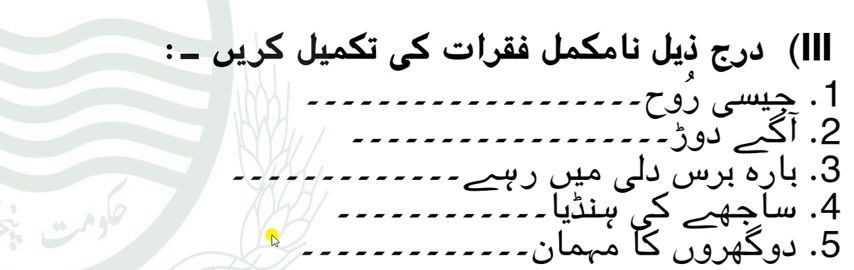 III) درج ذیل نامکمل فقرات کی تکمیل کریں ۔:
1. جیسی رُوح-------------------
2. آگے دوڑ------------------
3. بارہ برس دلی میں رہے-------------
4. ساجھے کی ہنڈیا------------
5. دوگھروں کا مہمان-------------
حکومت